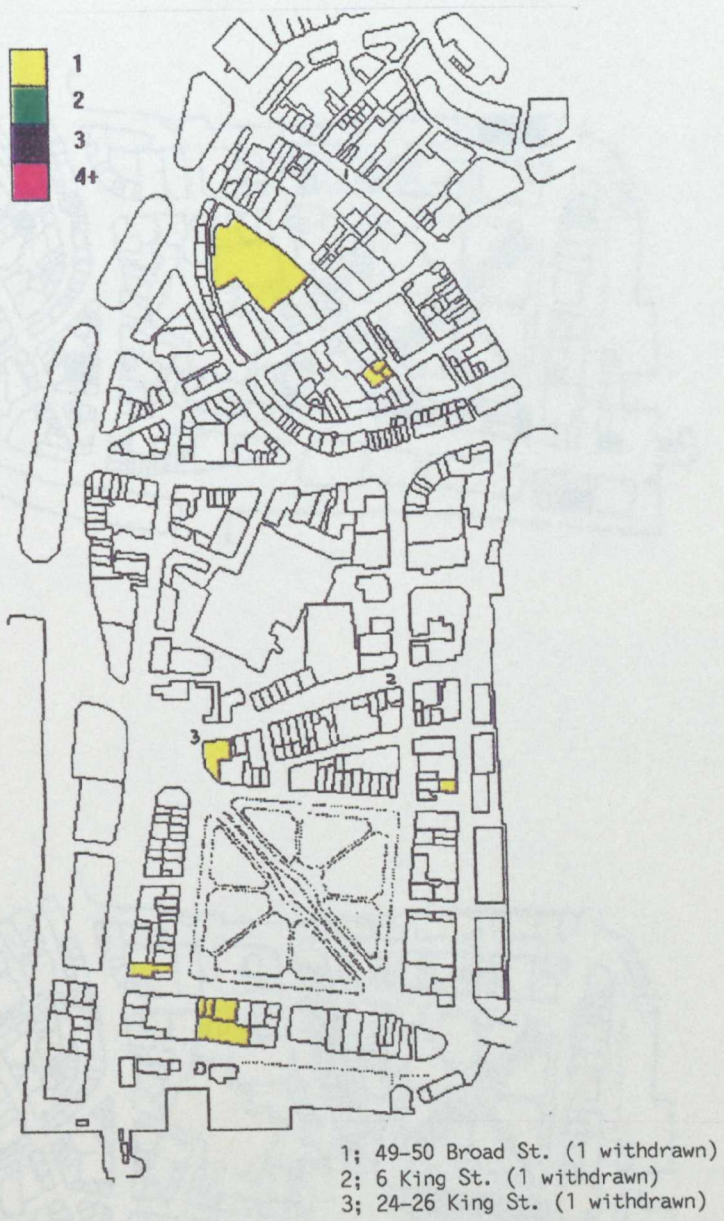 1
2
3
4+
1
2
3
1; 49-50 Broad St. (1 withdrawn)
2; 6 King St. (1 withdrawn)
3; 24-26 King St. (1 withdrawn)